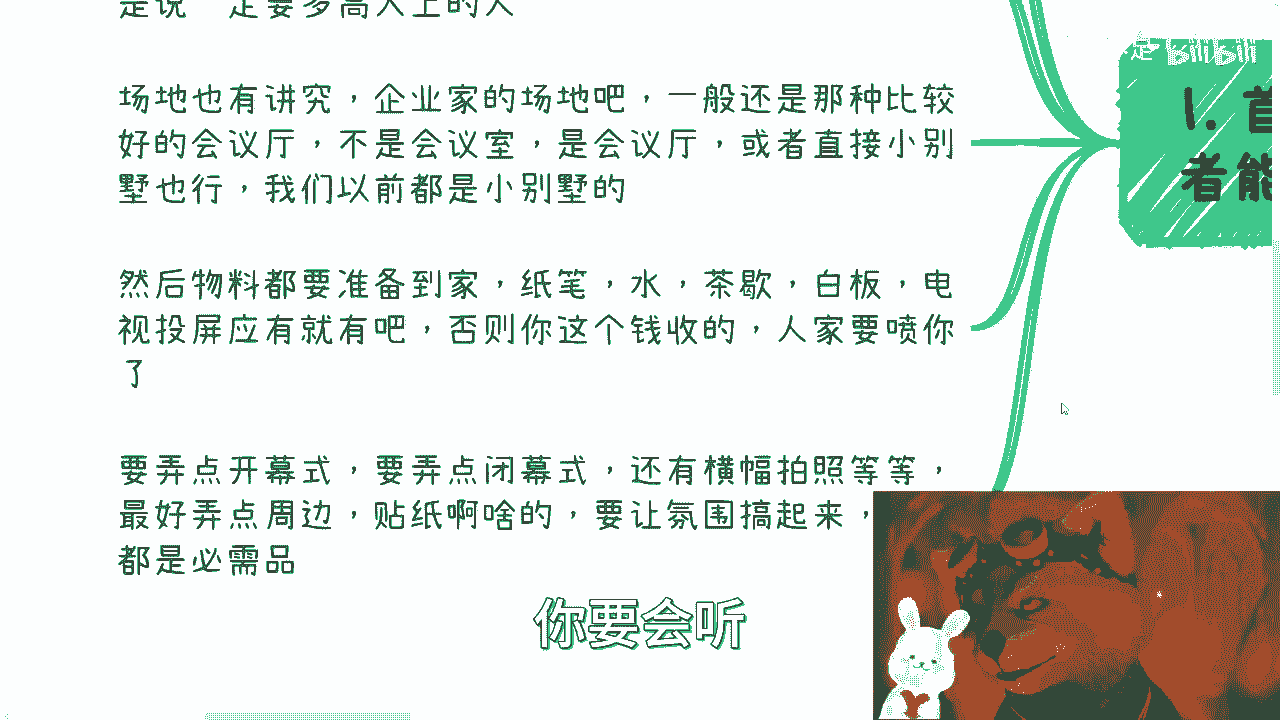 是说一定要多高大上的人
场地也有讲究，企业家的场地吧，一般还是那种比较
好的会议厅，不是会议室，是会议厅，或者直接小别
墅也行，我们以前都是小别墅的
然后物料都要准备到家，纸笔，水，茶歇，白板，电
视投屏应有就有吧，否则你这个钱收的，人家要喷你
了
要弄点开幕式，要弄点闭幕式，还有横幅拍照等等，
最好弄点周边，贴纸啊啥的，要让氛围搞起来，
都是必需品
是 bilibili
1. 首
者能
你要会听